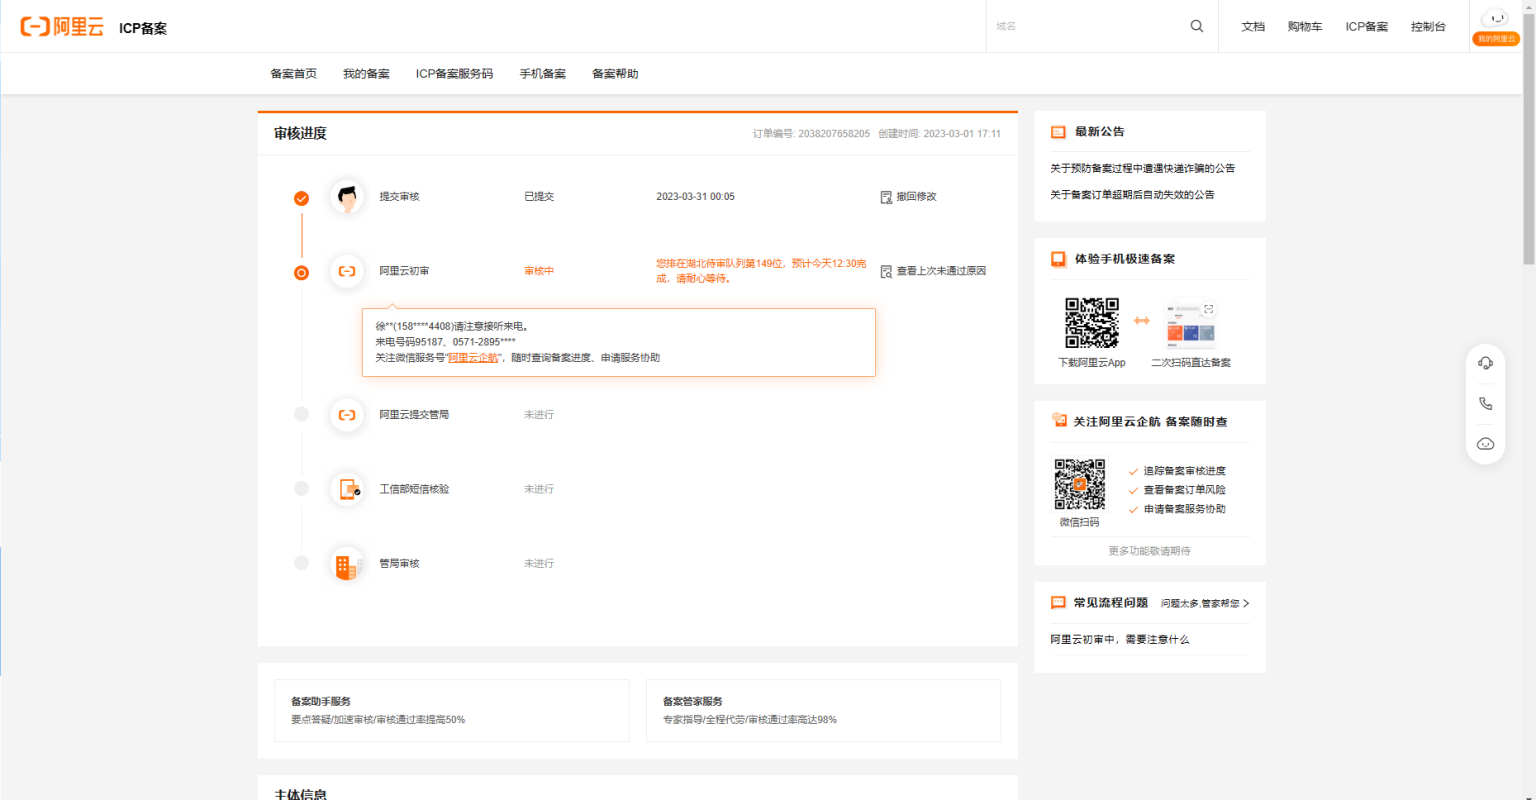 阿里云
ICP备案
域名
文档
购物车
ICP备案
控制台
我的阿里云
备案首页
我的备案
ICP备案服务码
手机备案
备案帮助
审核进度
订单编号: 2038207658205 创建时间: 2023-03-01 17:11
提交审核
已提交
2023-03-31 00:05
撤回修改
阿里云初审
审核中
您排在湖北待审队列第149位，预计今天12:30完
成，请耐心等待。
查看上次未通过原因
徐**(158****4408)请注意接听来电。
来电号码95187、0571-2895****
关注微信服务号"阿里云企航"，随时查询备案进度、申请服务协助
阿里云提交管局
未进行
工信部短信核验
未进行
管局审核
未进行
备案助手服务
要点答疑/加速审核/审核通过率提高50%
备案管家服务
专家指导/全程代劳/审核通过率高达98%
主体信息
最新公告
关于预防备案过程中遭遇快递诈骗的公告
关于备案订单超期后自动失效的公告
体验手机极速备案
下载阿里云App
二次扫码直达备案
关注阿里云企航 备案随时查
追踪备案审核进度
查看备案订单风险
申请备案服务协助
微信扫码
更多功能敬请期待
常见流程问题
问题太多,管家帮您
阿里云初审中，需要注意什么